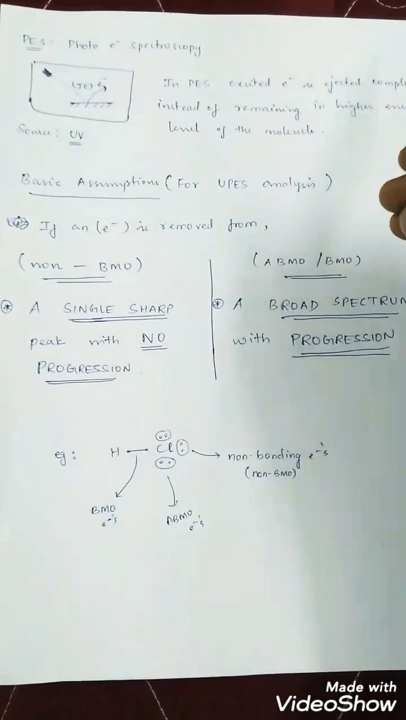 PES: Photo e⁻ spectroscopy
In PES excited e⁻ is ejected comple
instead of remaining in higher ene
level of the molecule.
Source: UV
Basic Assumptions (For UPES analysis)
If an (e⁻) is removed from,
(non - BMO)
* A SINGLE SHARP
peak with NO
PROGRESSION.
(ABMO / BMO)
* A BROAD SPECTRUM
with PROGRESSION
eg: H — Cl → non-bonding e⁻'s
(non-BMO)
BMO
e⁻'s
ABMO
e⁻'s
Made with
VideoShow